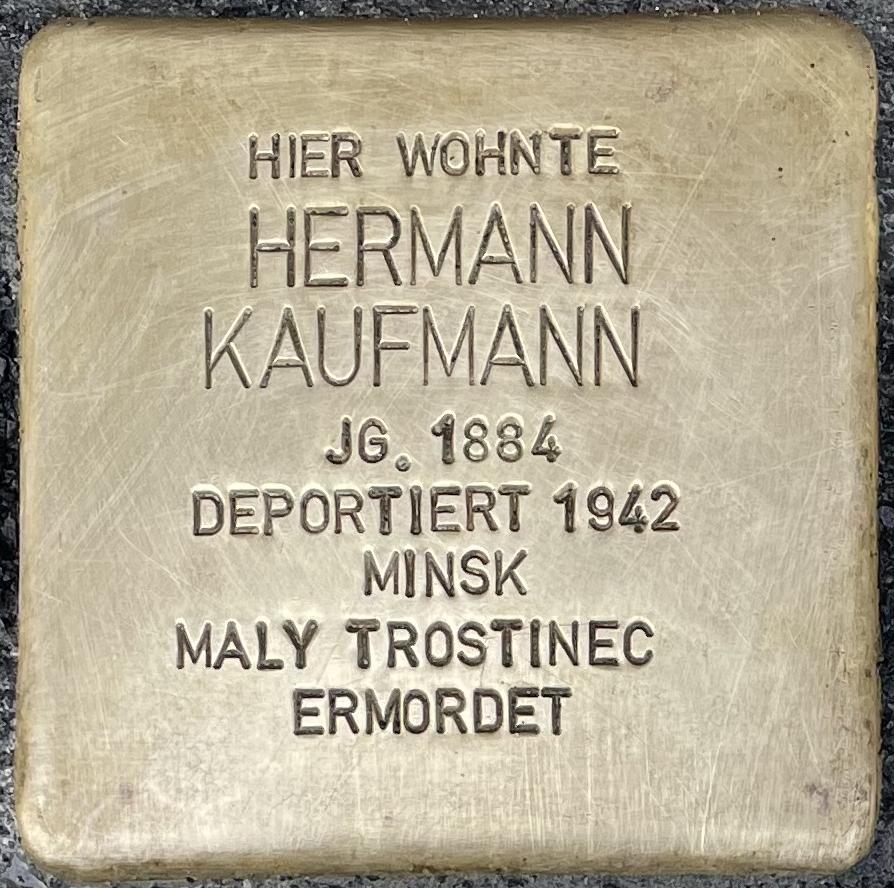 HIER WOHNTE
HERMANN
KAUFMANN
JG. 1884
DEPORTIERT 1942
MINSK
MALY TROSTINEC
ERMORDET